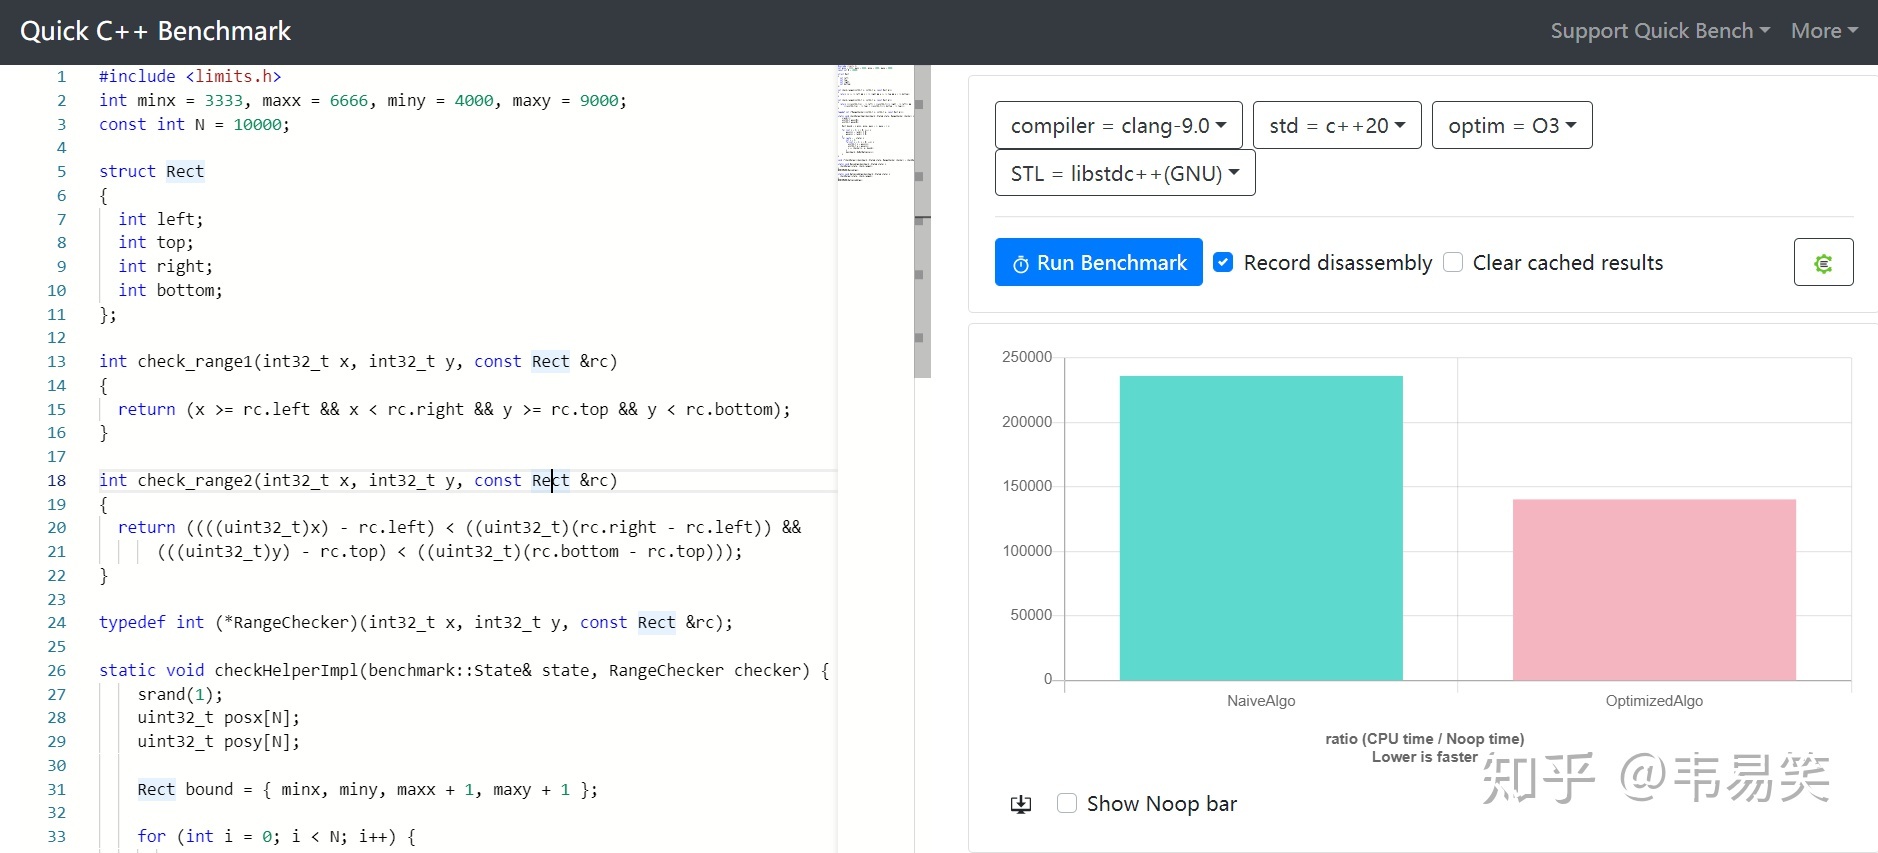 Quick C++ Benchmark
Support Quick Bench
More
1 #include <limits.h>
2 int minx = 3333, maxx = 6666, miny = 4000, maxy = 9000;
3 const int N = 10000;
4
5 struct Rect
6 {
7 int left;
8 int top;
9 int right;
10 int bottom;
11 };
12
13 int check_range1(int32_t x, int32_t y, const Rect &rc)
14 {
15 return (x >= rc.left && x < rc.right && y >= rc.top && y < rc.bottom);
16 }
17
18 int check_range2(int32_t x, int32_t y, const Rect &rc)
19 {
20 return ((((uint32_t)x) - rc.left) < ((uint32_t)(rc.right - rc.left)) &&
21 (((uint32_t)y) - rc.top) < ((uint32_t)(rc.bottom - rc.top)));
22 }
23
24 typedef int (*RangeChecker)(int32_t x, int32_t y, const Rect &rc);
25
26 static void checkHelperImpl(benchmark::State& state, RangeChecker checker) {
27 srand(1);
28 uint32_t posx[N];
29 uint32_t posy[N];
30
31 Rect bound = { minx, miny, maxx + 1, maxy + 1 };
32
33 for (int i = 0; i < N; i++) {
compiler = clang-9.0
std = c++20
optim = O3
STL = libstdc++(GNU)
Run Benchmark
Record disassembly
Clear cached results
250000
200000
150000
100000
50000
0
NaiveAlgo
OptimizedAlgo
ratio (CPU time / Noop time)
Lower is faster
Show Noop bar
知乎 @韦易笑